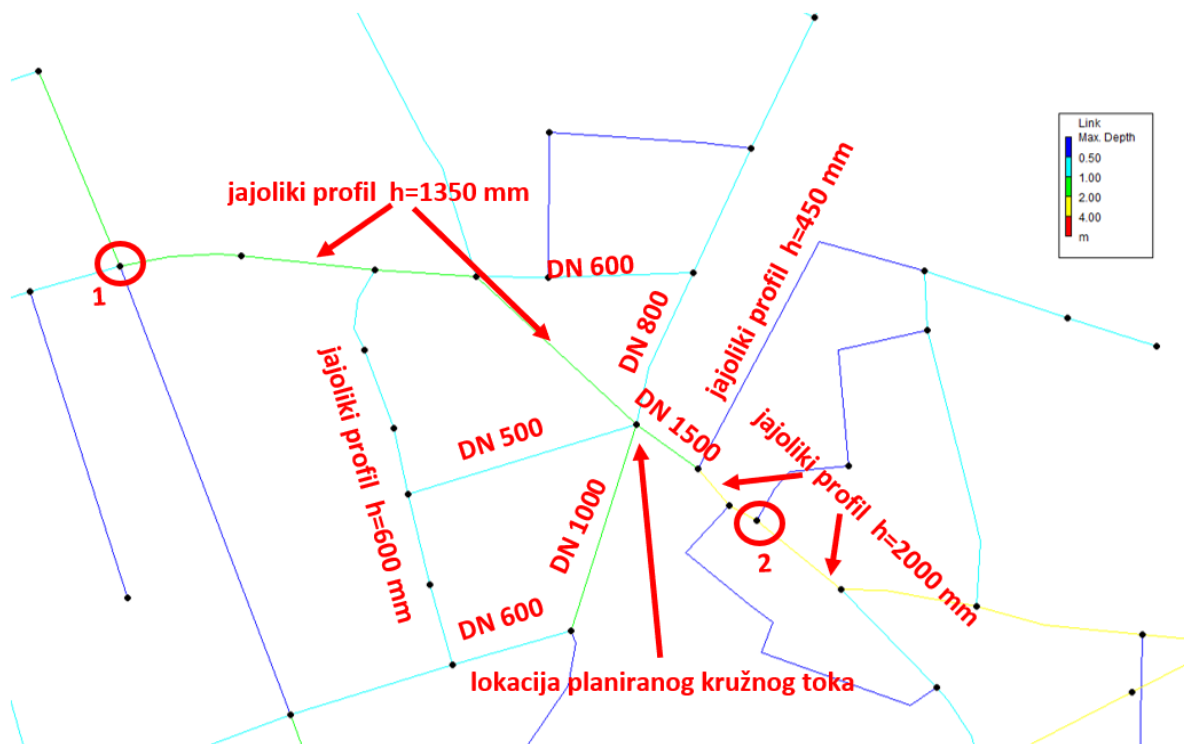 Link
Max. Depth
0.50
1.00
2.00
4.00
m
jajoliki profil h=1350 mm
jajoliki profil h=450 mm
DN 600
DN 800
1
DN 1500
jajoliki profil h=600 mm
DN 500
jajoliki profil h=2000 mm
DN 1000
2
DN 600
lokacija planiranog kružnog toka